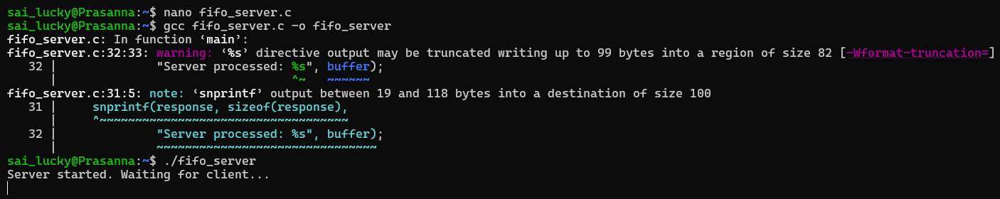 sai_lucky@Prasanna:~$ nano fifo_server.c
sai_lucky@Prasanna:~$ gcc fifo_server.c -o fifo_server
fifo_server.c: In function ‘main’:
fifo_server.c:32:33: warning: ‘%s’ directive output may be truncated writing up to 99 bytes into a region of size 82 [-Wformat-truncation=]
   32 |              "Server processed: %s", buffer);
      |                                 ^~   ~~~~~~
fifo_server.c:31:5: note: ‘snprintf’ output between 19 and 118 bytes into a destination of size 100
   31 |     snprintf(response, sizeof(response),
      |     ^~~~~~~~~~~~~~~~~~~~~~~~~~~~~~~~~~~~
   32 |              "Server processed: %s", buffer);
      |              ~~~~~~~~~~~~~~~~~~~~~~~~~~~~~~~
sai_lucky@Prasanna:~$ ./fifo_server
Server started. Waiting for client...